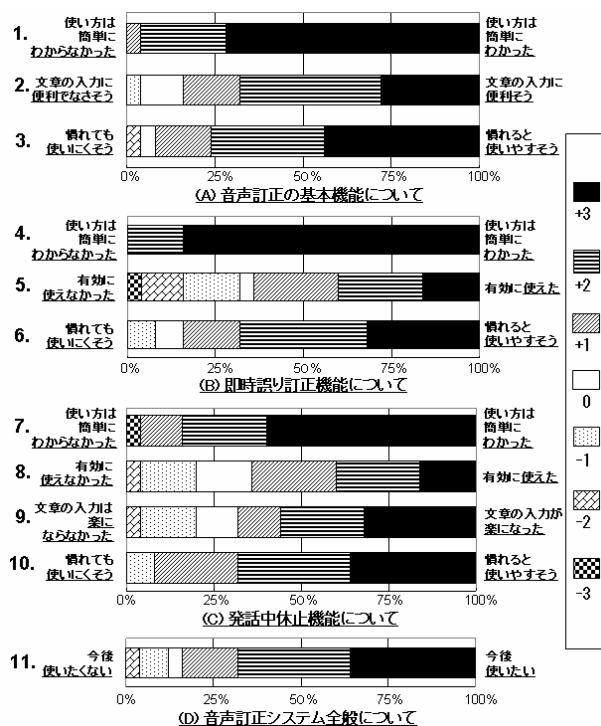 使い方は
簡単に
1. わからなかった
使い方は
簡単に
わかった
2. 文章の入力に
便利でなさそう
文章の入力に
便利そう
3. 慣れても
使いにくそう
慣れると
使いやすそう
0% 25% 50% 75% 100%
(A) 音声訂正の基本機能について
使い方は
簡単に
4. わからなかった
使い方は
簡単に
わかった
5. 有効に
使えなかった
有効に使えた
6. 慣れても
使いにくそう
慣れると
使いやすそう
0% 25% 50% 75% 100%
(B) 即時誤り訂正機能について
使い方は
簡単に
7. わからなかった
使い方は
簡単に
わかった
8. 有効に
使えなかった
有効に使えた
9. 文章の入力は
楽に
ならなかった
文章の入力が
楽になった
10. 慣れても
使いにくそう
慣れると
使いやすそう
0% 25% 50% 75% 100%
(C) 発話中休止機能について
11. 今後
使いたくない
今後
使いたい
0% 25% 50% 75% 100%
(D) 音声訂正システム全般について
+3
+2
+1
0
-1
-2
-3